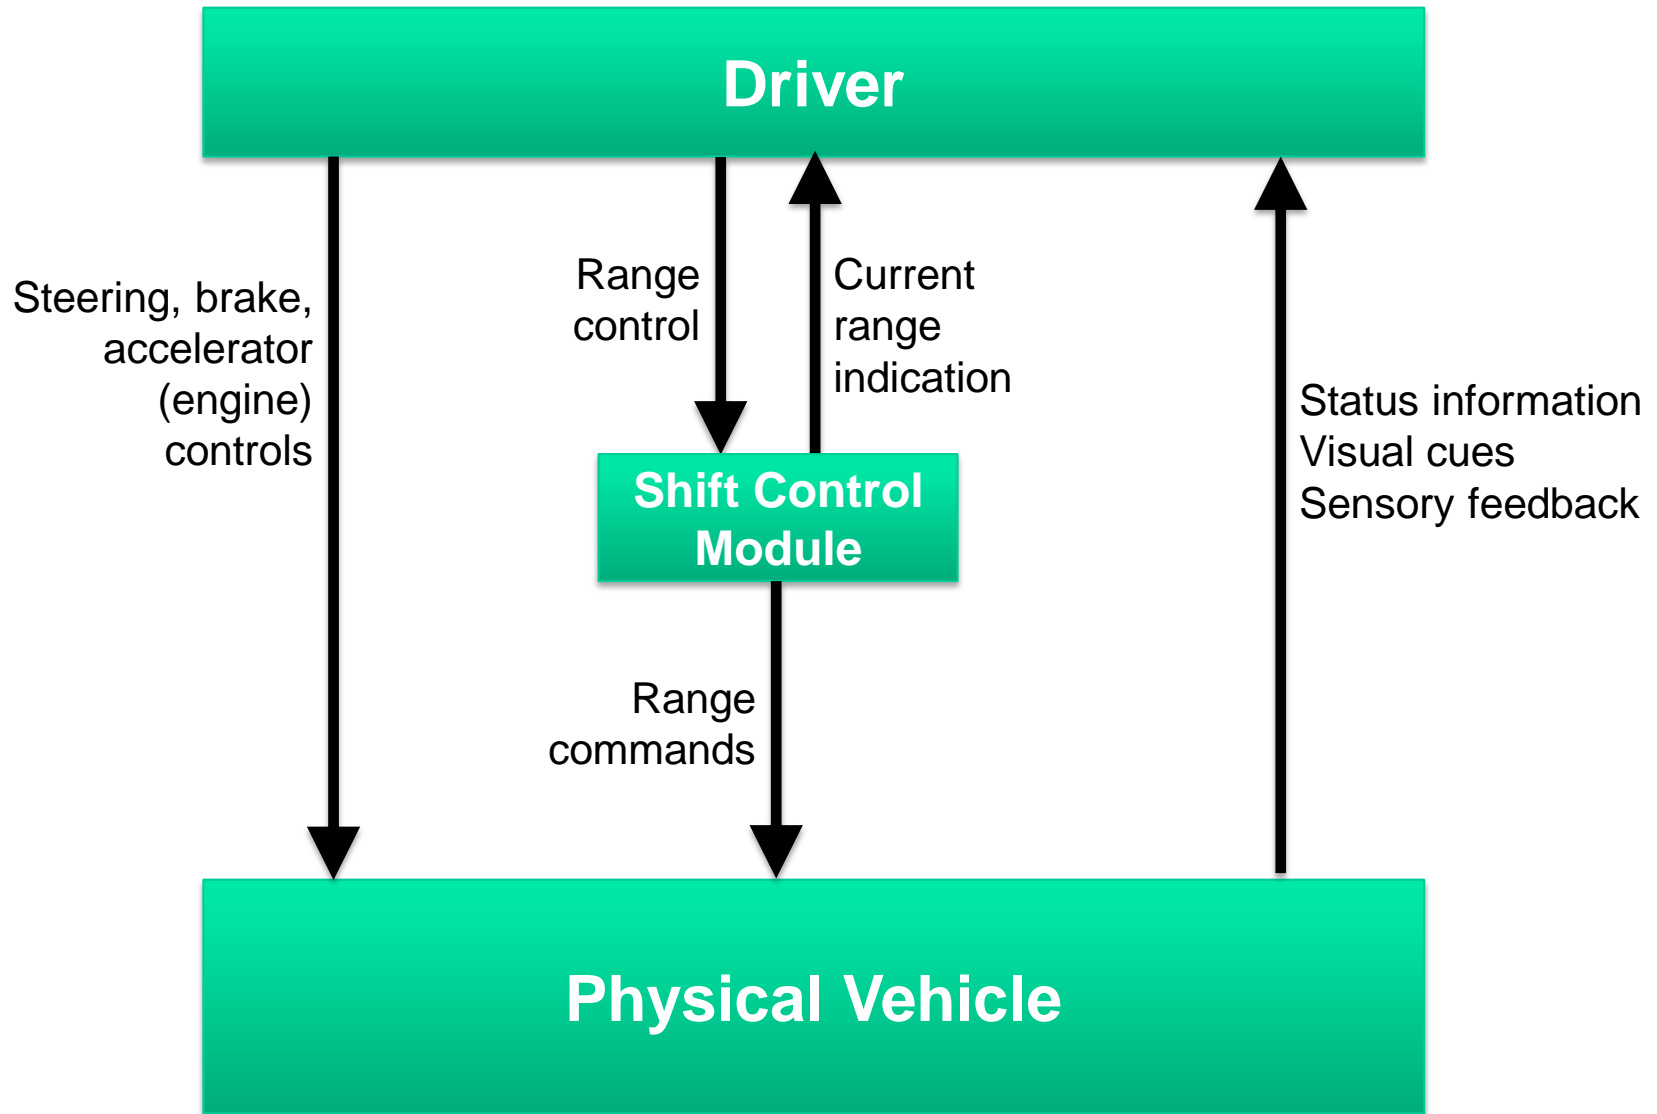 Driver
Steering, brake,
accelerator
(engine)
controls
Range
control
Current
range
indication
Status information
Visual cues
Sensory feedback
Shift Control
Module
Range
commands
Physical Vehicle